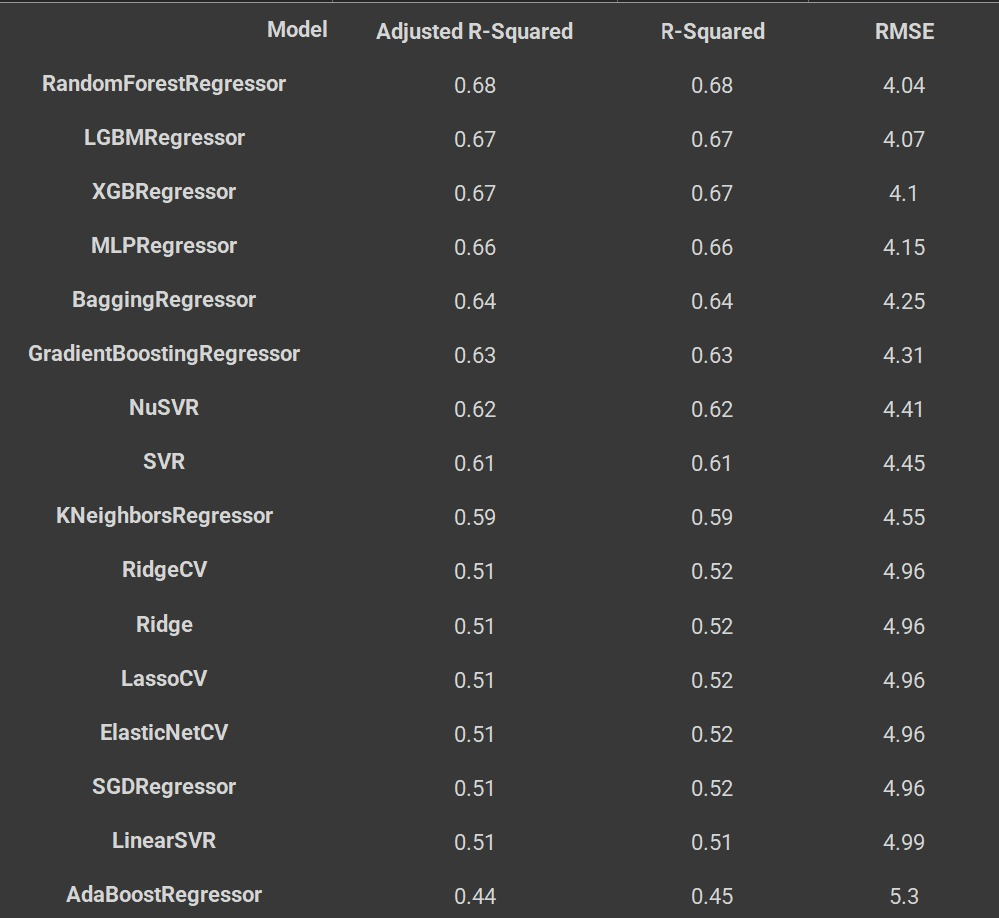 Model Adjusted R-Squared R-Squared RMSE
RandomForestRegressor 0.68 0.68 4.04
LGBMRegressor 0.67 0.67 4.07
XGBRegressor 0.67 0.67 4.1
MLPRegressor 0.66 0.66 4.15
BaggingRegressor 0.64 0.64 4.25
GradientBoostingRegressor 0.63 0.63 4.31
NuSVR 0.62 0.62 4.41
SVR 0.61 0.61 4.45
KNeighborsRegressor 0.59 0.59 4.55
RidgeCV 0.51 0.52 4.96
Ridge 0.51 0.52 4.96
LassoCV 0.51 0.52 4.96
ElasticNetCV 0.51 0.52 4.96
SGDRegressor 0.51 0.52 4.96
LinearSVR 0.51 0.51 4.99
AdaBoostRegressor 0.44 0.45 5.3